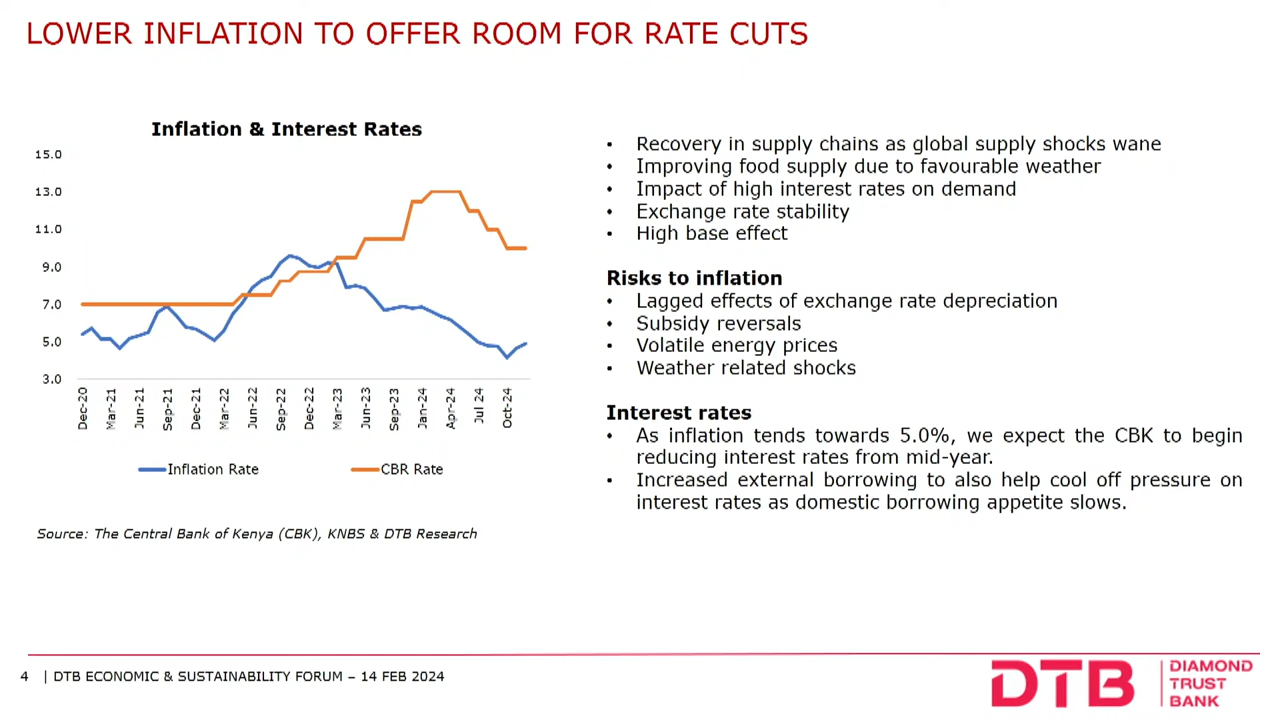 LOWER INFLATION TO OFFER ROOM FOR RATE CUTS
Inflation & Interest Rates
15.0
13.0
11.0
9.0
7.0
5.0
3.0
Dec-20
Mar-21
Jun-21
Sep-21
Dec-21
Mar-22
Jun-22
Sep-22
Dec-22
Mar-23
Jun-23
Sep-23
Jan-24
Apr-24
Jul 24
Oct-24
Inflation Rate
CBR Rate
Source: The Central Bank of Kenya (CBK), KNBS & DTB Research
• Recovery in supply chains as global supply shocks wane
• Improving food supply due to favourable weather
• Impact of high interest rates on demand
• Exchange rate stability
• High base effect
Risks to inflation
• Lagged effects of exchange rate depreciation
• Subsidy reversals
• Volatile energy prices
• Weather related shocks
Interest rates
• As inflation tends towards 5.0%, we expect the CBK to begin
reducing interest rates from mid-year.
• Increased external borrowing to also help cool off pressure on
interest rates as domestic borrowing appetite slows.
4 | DTB ECONOMIC & SUSTAINABILITY FORUM – 14 FEB 2024
DTB
DIAMOND
TRUST
BANK